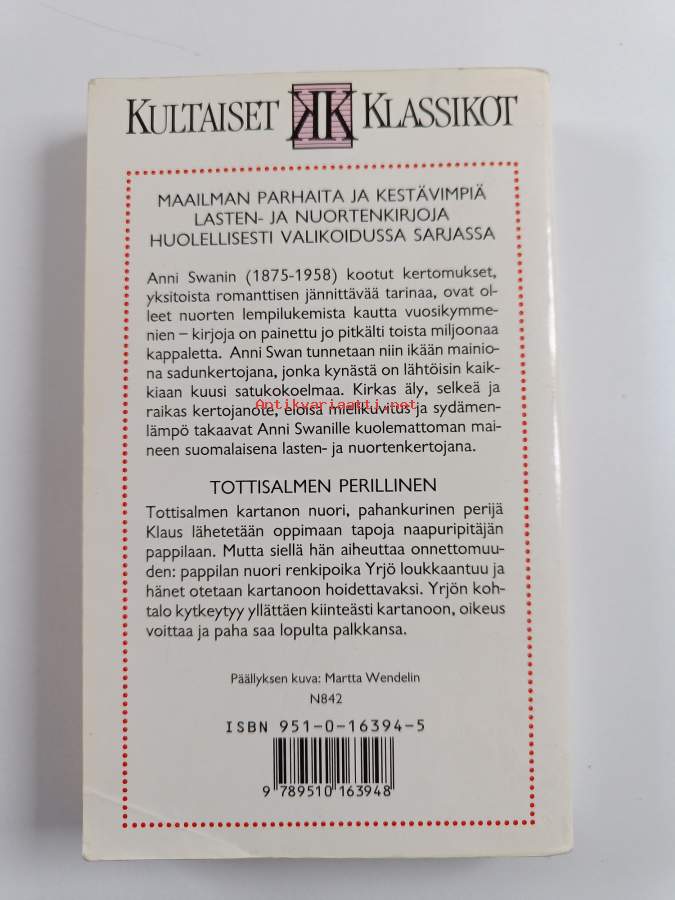 KULTAISET KK KLASSIKOT
MAAILMAN PARHAITA JA KESTÄVIMPIÄ
LASTEN- JA NUORTENKIRJOJA
HUOLELLISESTI VALIKOIDUSSA SARJASSA
Anni Swanin (1875-1958) kootut kertomukset,
yksitoista romanttisen jännittävää tarinaa, ovat ol-
leet nuorten lempilukemista kautta vuosikymme-
nien – kirjoja on painettu jo pitkälti toista miljoonaa
kappaletta. Anni Swan tunnetaan niin ikään mainio-
na sadunkertojana, jonka kynästä on lähtöisin kaik-
kiaan kuusi satukokoelmaa. Kirkas äly, selkeä ja
raikas kertojanote, eloisa mielikuvitus ja sydämen-
Antikvariaatti.net
lämpö takaavat Anni Swanille kuolemattoman mai-
neen suomalaisena lasten- ja nuortenkertojana.
TOTTISALMEN PERILLINEN
Tottisalmen kartanon nuori, pahankurinen perijä
Klaus lähetetään oppimaan tapoja naapuripitäjän
pappilaan. Mutta siellä hän aiheuttaa onnettomuu-
den: pappilan nuori renkipoika Yrjö loukkaantuu ja
hänet otetaan kartanoon hoidettavaksi. Yrjön koh-
talo kytkeytyy yllättäen kiinteästi kartanoon, oikeus
voittaa ja paha saa lopulta palkkansa.
Päällyksen kuva: Martta Wendelin
N842
ISBN 951-0-16394-5
9 789510 163948